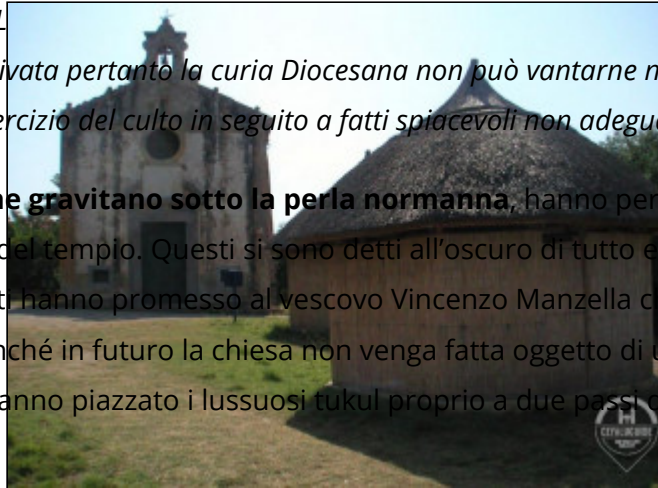 ivata pertanto la curia Diocesana non può vantarne n
ercizio del culto in seguito a fatti spiacevoli non adegu
ne gravitano sotto la perla normanna, hanno per
del tempio. Questi si sono detti all'oscuro di tutto e
ti hanno promesso al vescovo Vincenzo Manzella c
nché in futuro la chiesa non venga fatta oggetto di u
anno piazzato i lussuosi tukul proprio a due passi d